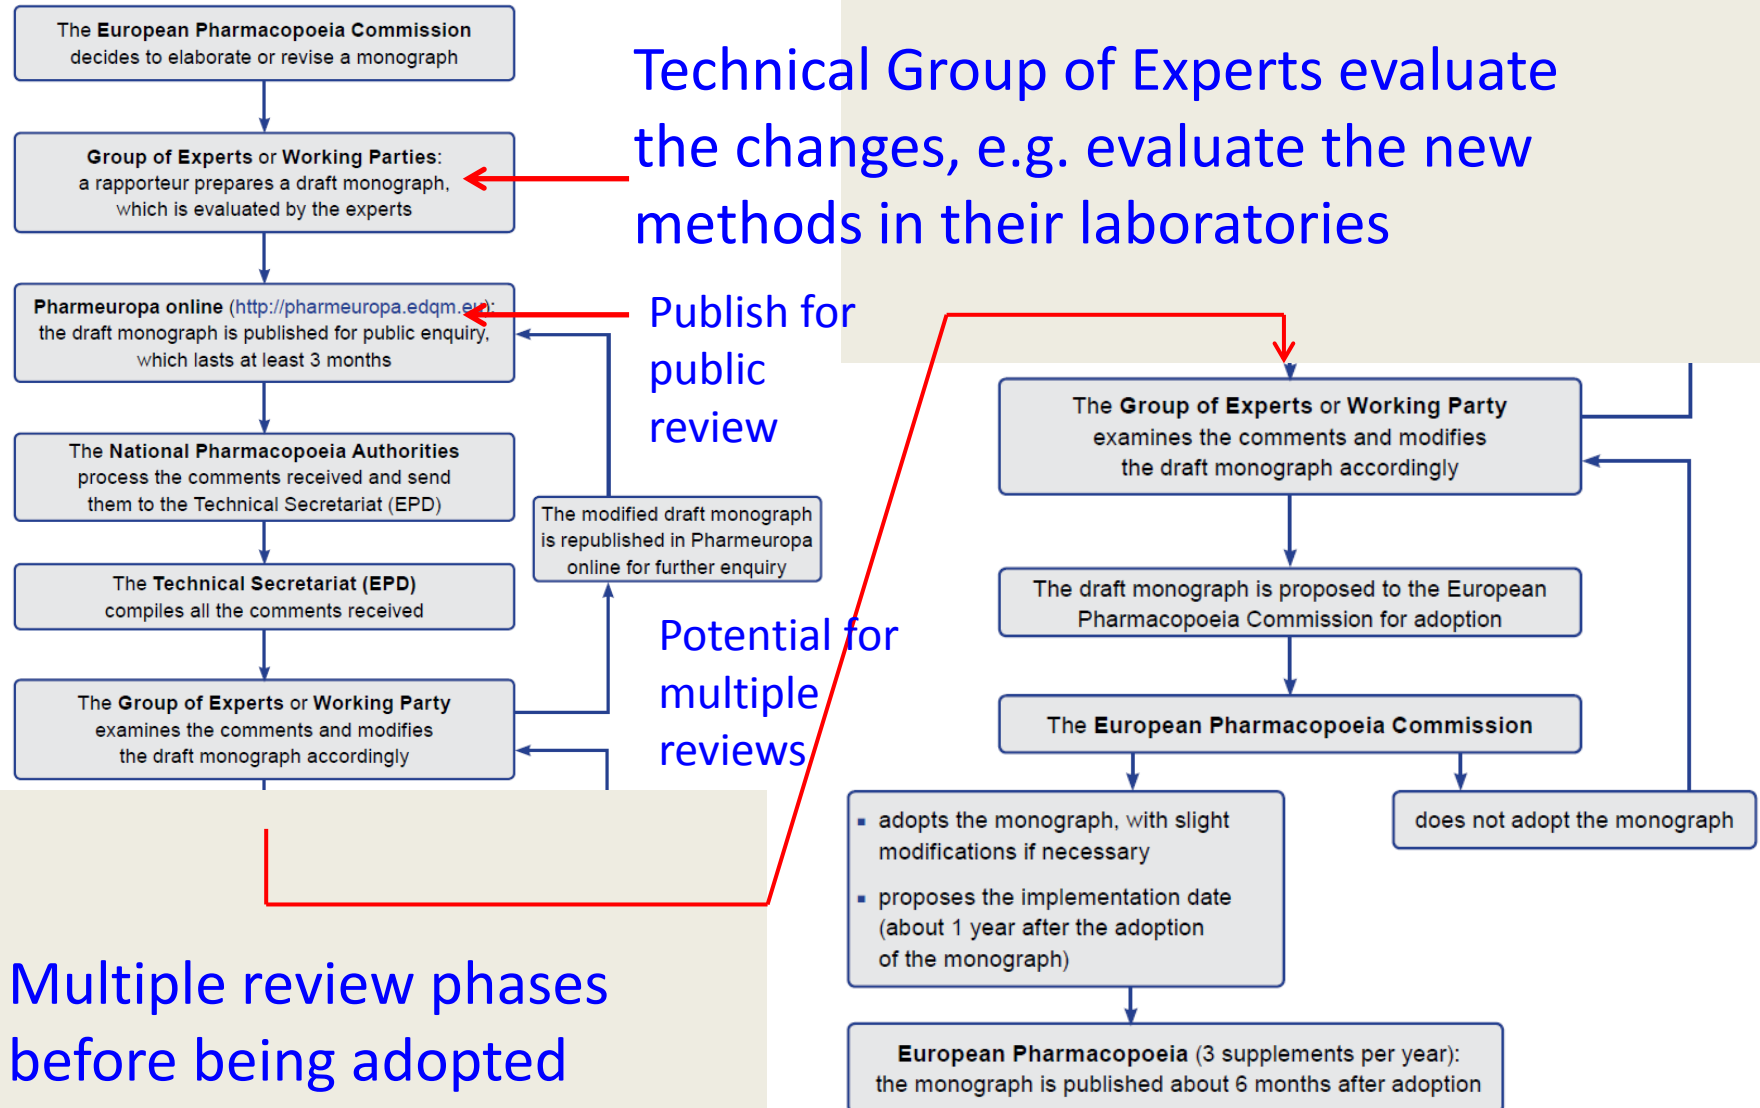 The European Pharmacopoeia Commission
decides to elaborate or revise a monograph
Group of Experts or Working Parties:
a rapporteur prepares a draft monograph,
which is evaluated by the experts
Pharmeuropa online (http://pharmeuropa.edqm.eu):
the draft monograph is published for public enquiry,
which lasts at least 3 months
The National Pharmacopoeia Authorities
process the comments received and send
them to the Technical Secretariat (EPD)
The Technical Secretariat (EPD)
compiles all the comments received
The Group of Experts or Working Party
examines the comments and modifies
the draft monograph accordingly
The modified draft monograph
is republished in Pharmeuropa
online for further enquiry
Technical Group of Experts evaluate
the changes, e.g. evaluate the new
methods in their laboratories
Publish for
public
review
Potential for
multiple
reviews
Multiple review phases
before being adopted
The Group of Experts or Working Party
examines the comments and modifies
the draft monograph accordingly
The draft monograph is proposed to the European
Pharmacopoeia Commission for adoption
The European Pharmacopoeia Commission
▪ adopts the monograph, with slight
modifications if necessary
▪ proposes the implementation date
(about 1 year after the adoption
of the monograph)
does not adopt the monograph
European Pharmacopoeia (3 supplements per year):
the monograph is published about 6 months after adoption